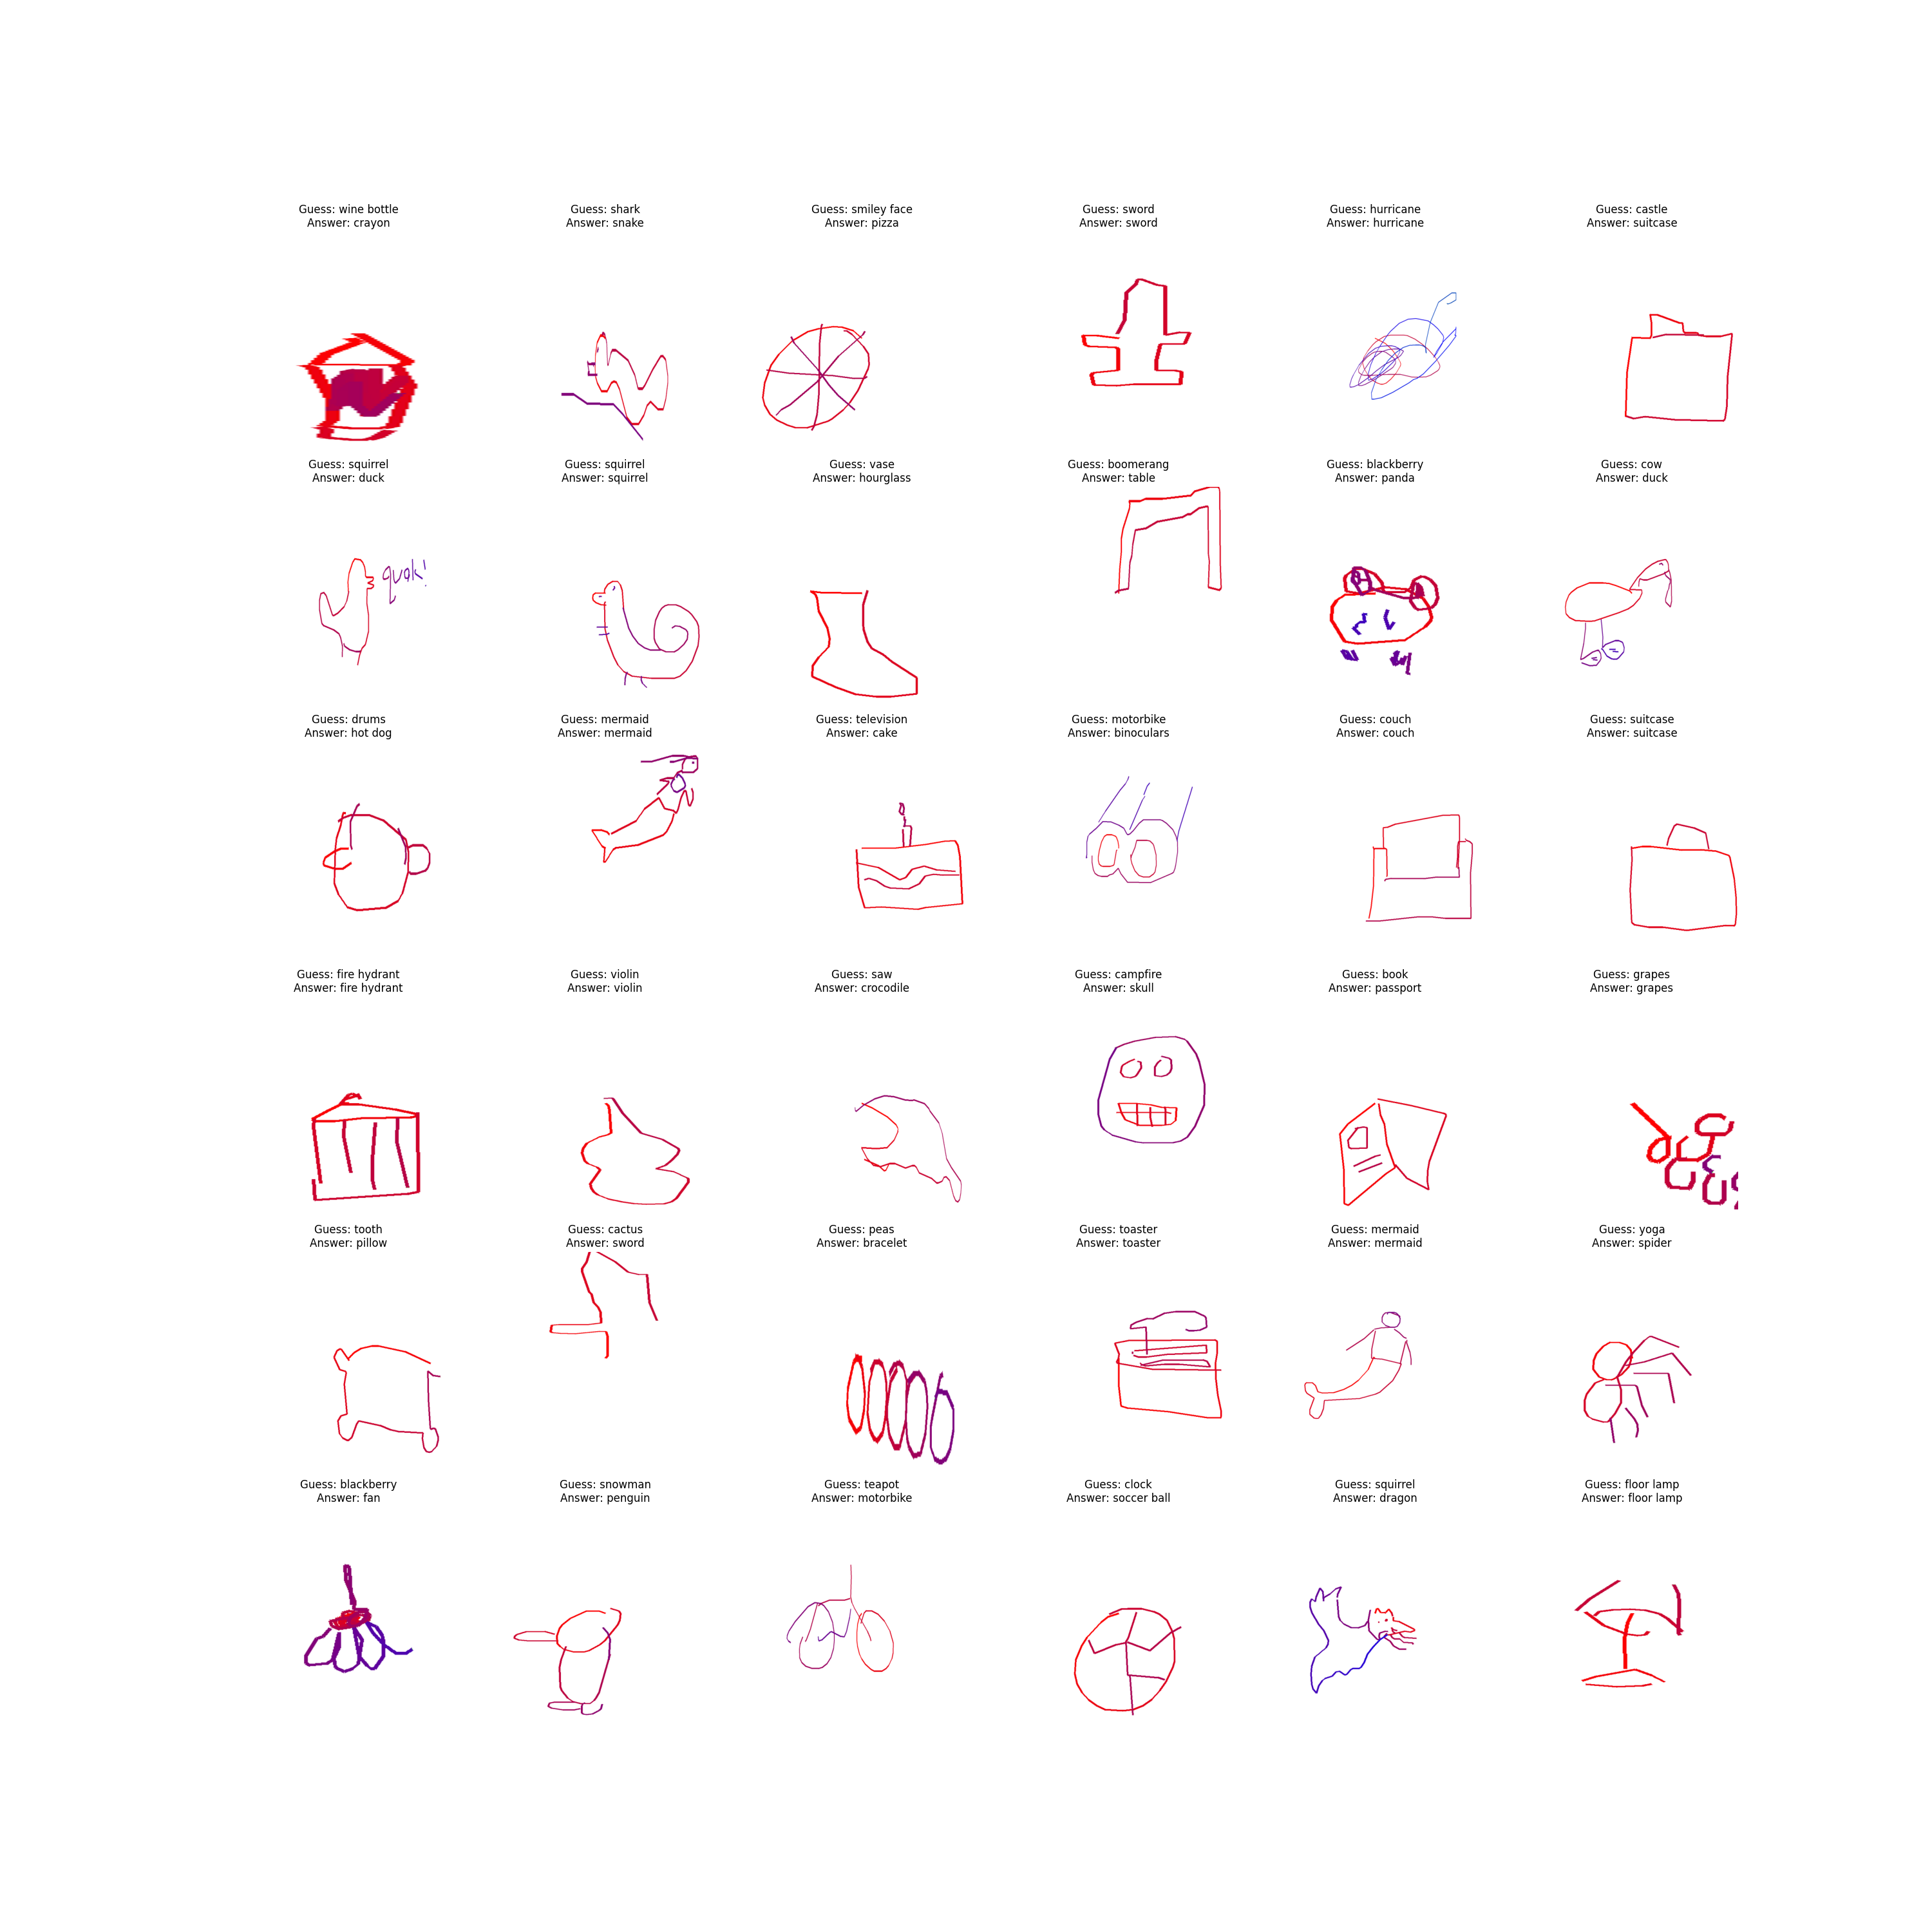 Guess: wine bottle
Answer: crayon
Guess: shark
Answer: snake
Guess: smiley face
Answer: pizza
Guess: sword
Answer: sword
Guess: hurricane
Answer: hurricane
Guess: castle
Answer: suitcase
Guess: squirrel
Answer: duck
Guess: squirrel
Answer: squirrel
Guess: vase
Answer: hourglass
Guess: boomerang
Answer: table
Guess: blackberry
Answer: panda
Guess: cow
Answer: duck
quak!
Guess: drums
Answer: hot dog
Guess: mermaid
Answer: mermaid
Guess: television
Answer: cake
Guess: motorbike
Answer: binoculars
Guess: couch
Answer: couch
Guess: suitcase
Answer: suitcase
Guess: fire hydrant
Answer: fire hydrant
Guess: violin
Answer: violin
Guess: saw
Answer: crocodile
Guess: campfire
Answer: skull
Guess: book
Answer: passport
Guess: grapes
Answer: grapes
Guess: tooth
Answer: pillow
Guess: cactus
Answer: sword
Guess: peas
Answer: bracelet
Guess: toaster
Answer: toaster
Guess: mermaid
Answer: mermaid
Guess: yoga
Answer: spider
Guess: blackberry
Answer: fan
Guess: snowman
Answer: penguin
Guess: teapot
Answer: motorbike
Guess: clock
Answer: soccer ball
Guess: squirrel
Answer: dragon
Guess: floor lamp
Answer: floor lamp